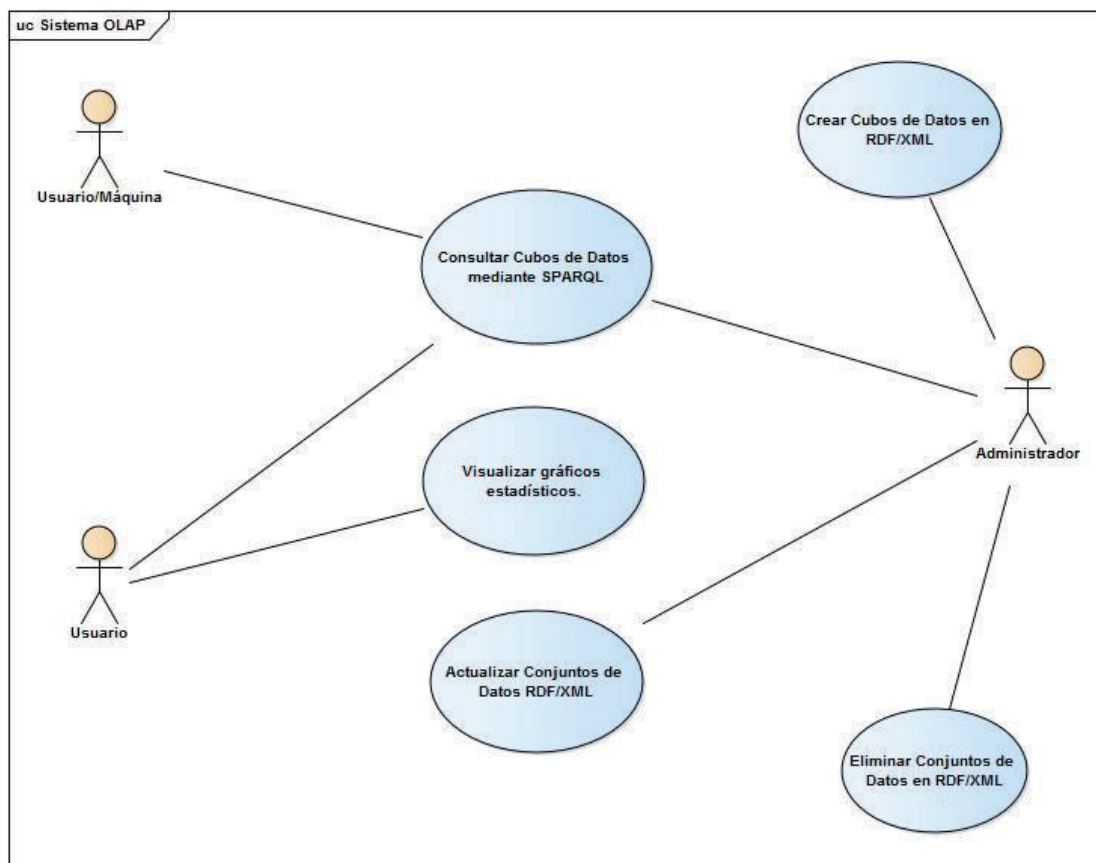 uc Sistema OLAP
Usuario/Máquina
Crear Cubos de Datos en
RDF/XML
Consultar Cubos de Datos
mediante SPARQL
Administrador
Visualizar gráficos
estadísticos.
Usuario
Actualizar Conjuntos de
Datos RDF/XML
Eliminar Conjuntos de
Datos en RDF/XML